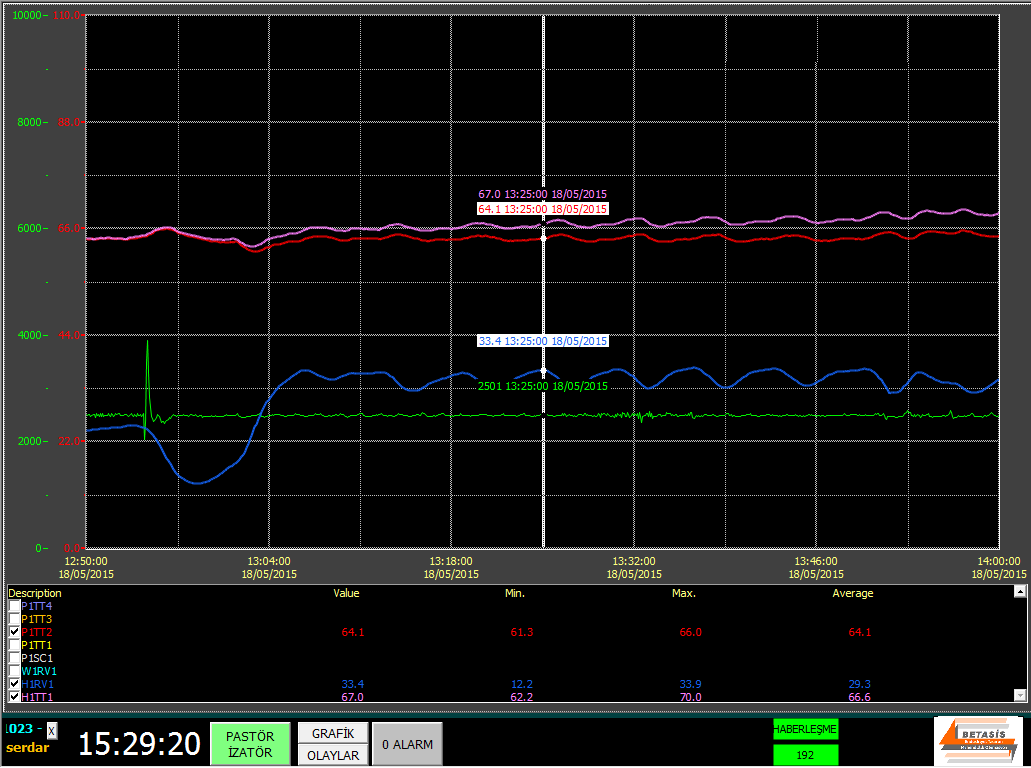 10000 110.0
8000 88.0
67.0 13:25:00 18/05/2015
64.1 13:25:00 18/05/2015
6000 66.0
4000 44.0
33.4 13:25:00 18/05/2015
2501 13:25:00 18/05/2015
2000 22.0
0 0.0
12:50:00 13:04:00 13:18:00 13:32:00 13:46:00 14:00:00
18/05/2015 18/05/2015 18/05/2015 18/05/2015 18/05/2015 18/05/2015
Description Value Min. Max. Average
P1TT4
P1TT3
P1TT2 64.1 61.3 66.0 64.1
P1TT1
P1SC1
W1RV1
H1RV1 33.4 12.2 33.9 29.3
H1TT1 67.0 62.2 70.0 66.6
1023 - X
serdar
15:29:20
PASTÖR
İZATÖR
GRAFİK
OLAYLAR
0 ALARM
HABERLEŞME
192
BETASİS